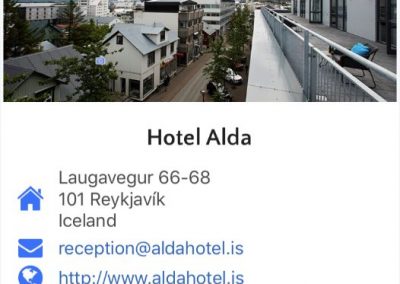 Hotel Alda
Laugavegur 66-68
101 Reykjavík
Iceland
reception@aldahotel.is
http://www.aldahotel.is